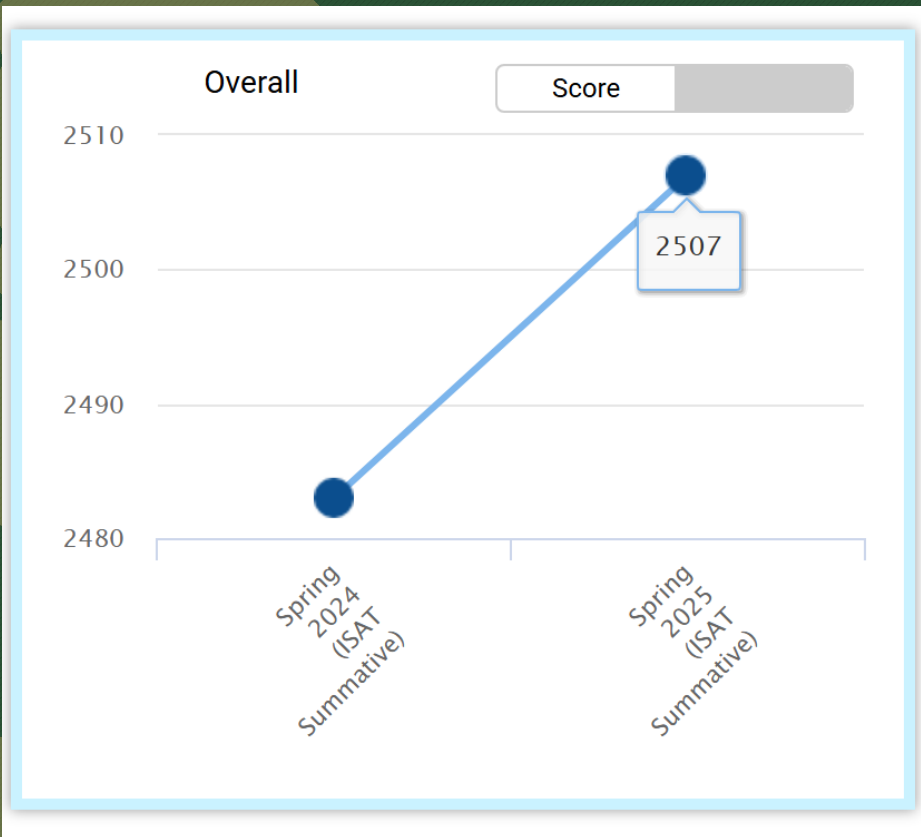 Overall
Score
2510
2507
2500
2490
2480
Spring
2024
(ISAT
Summative)
Spring
2025
(ISAT
Summative)